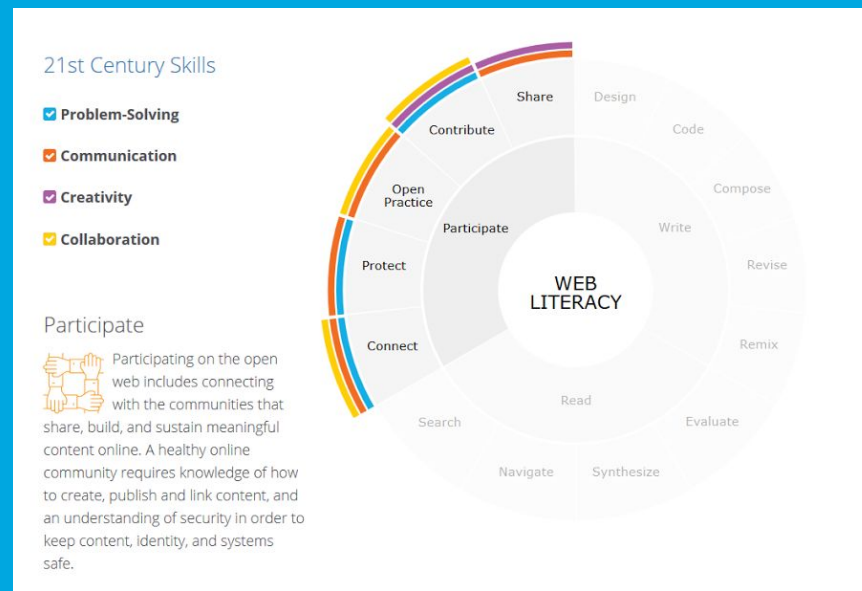 21st Century Skills
Problem-Solving
Communication
Creativity
Collaboration
Participate
Participating on the open
web includes connecting
with the communities that
share, build, and sustain meaningful
content online. A healthy online
community requires knowledge of how
to create, publish and link content, and
an understanding of security in order to
keep content, identity, and systems
safe.
Share
Design
Contribute
Code
Open
Practice
Compose
Participate
Write
Protect
Revise
WEB
LITERACY
Connect
Remix
Read
Search
Evaluate
Navigate
Synthesize